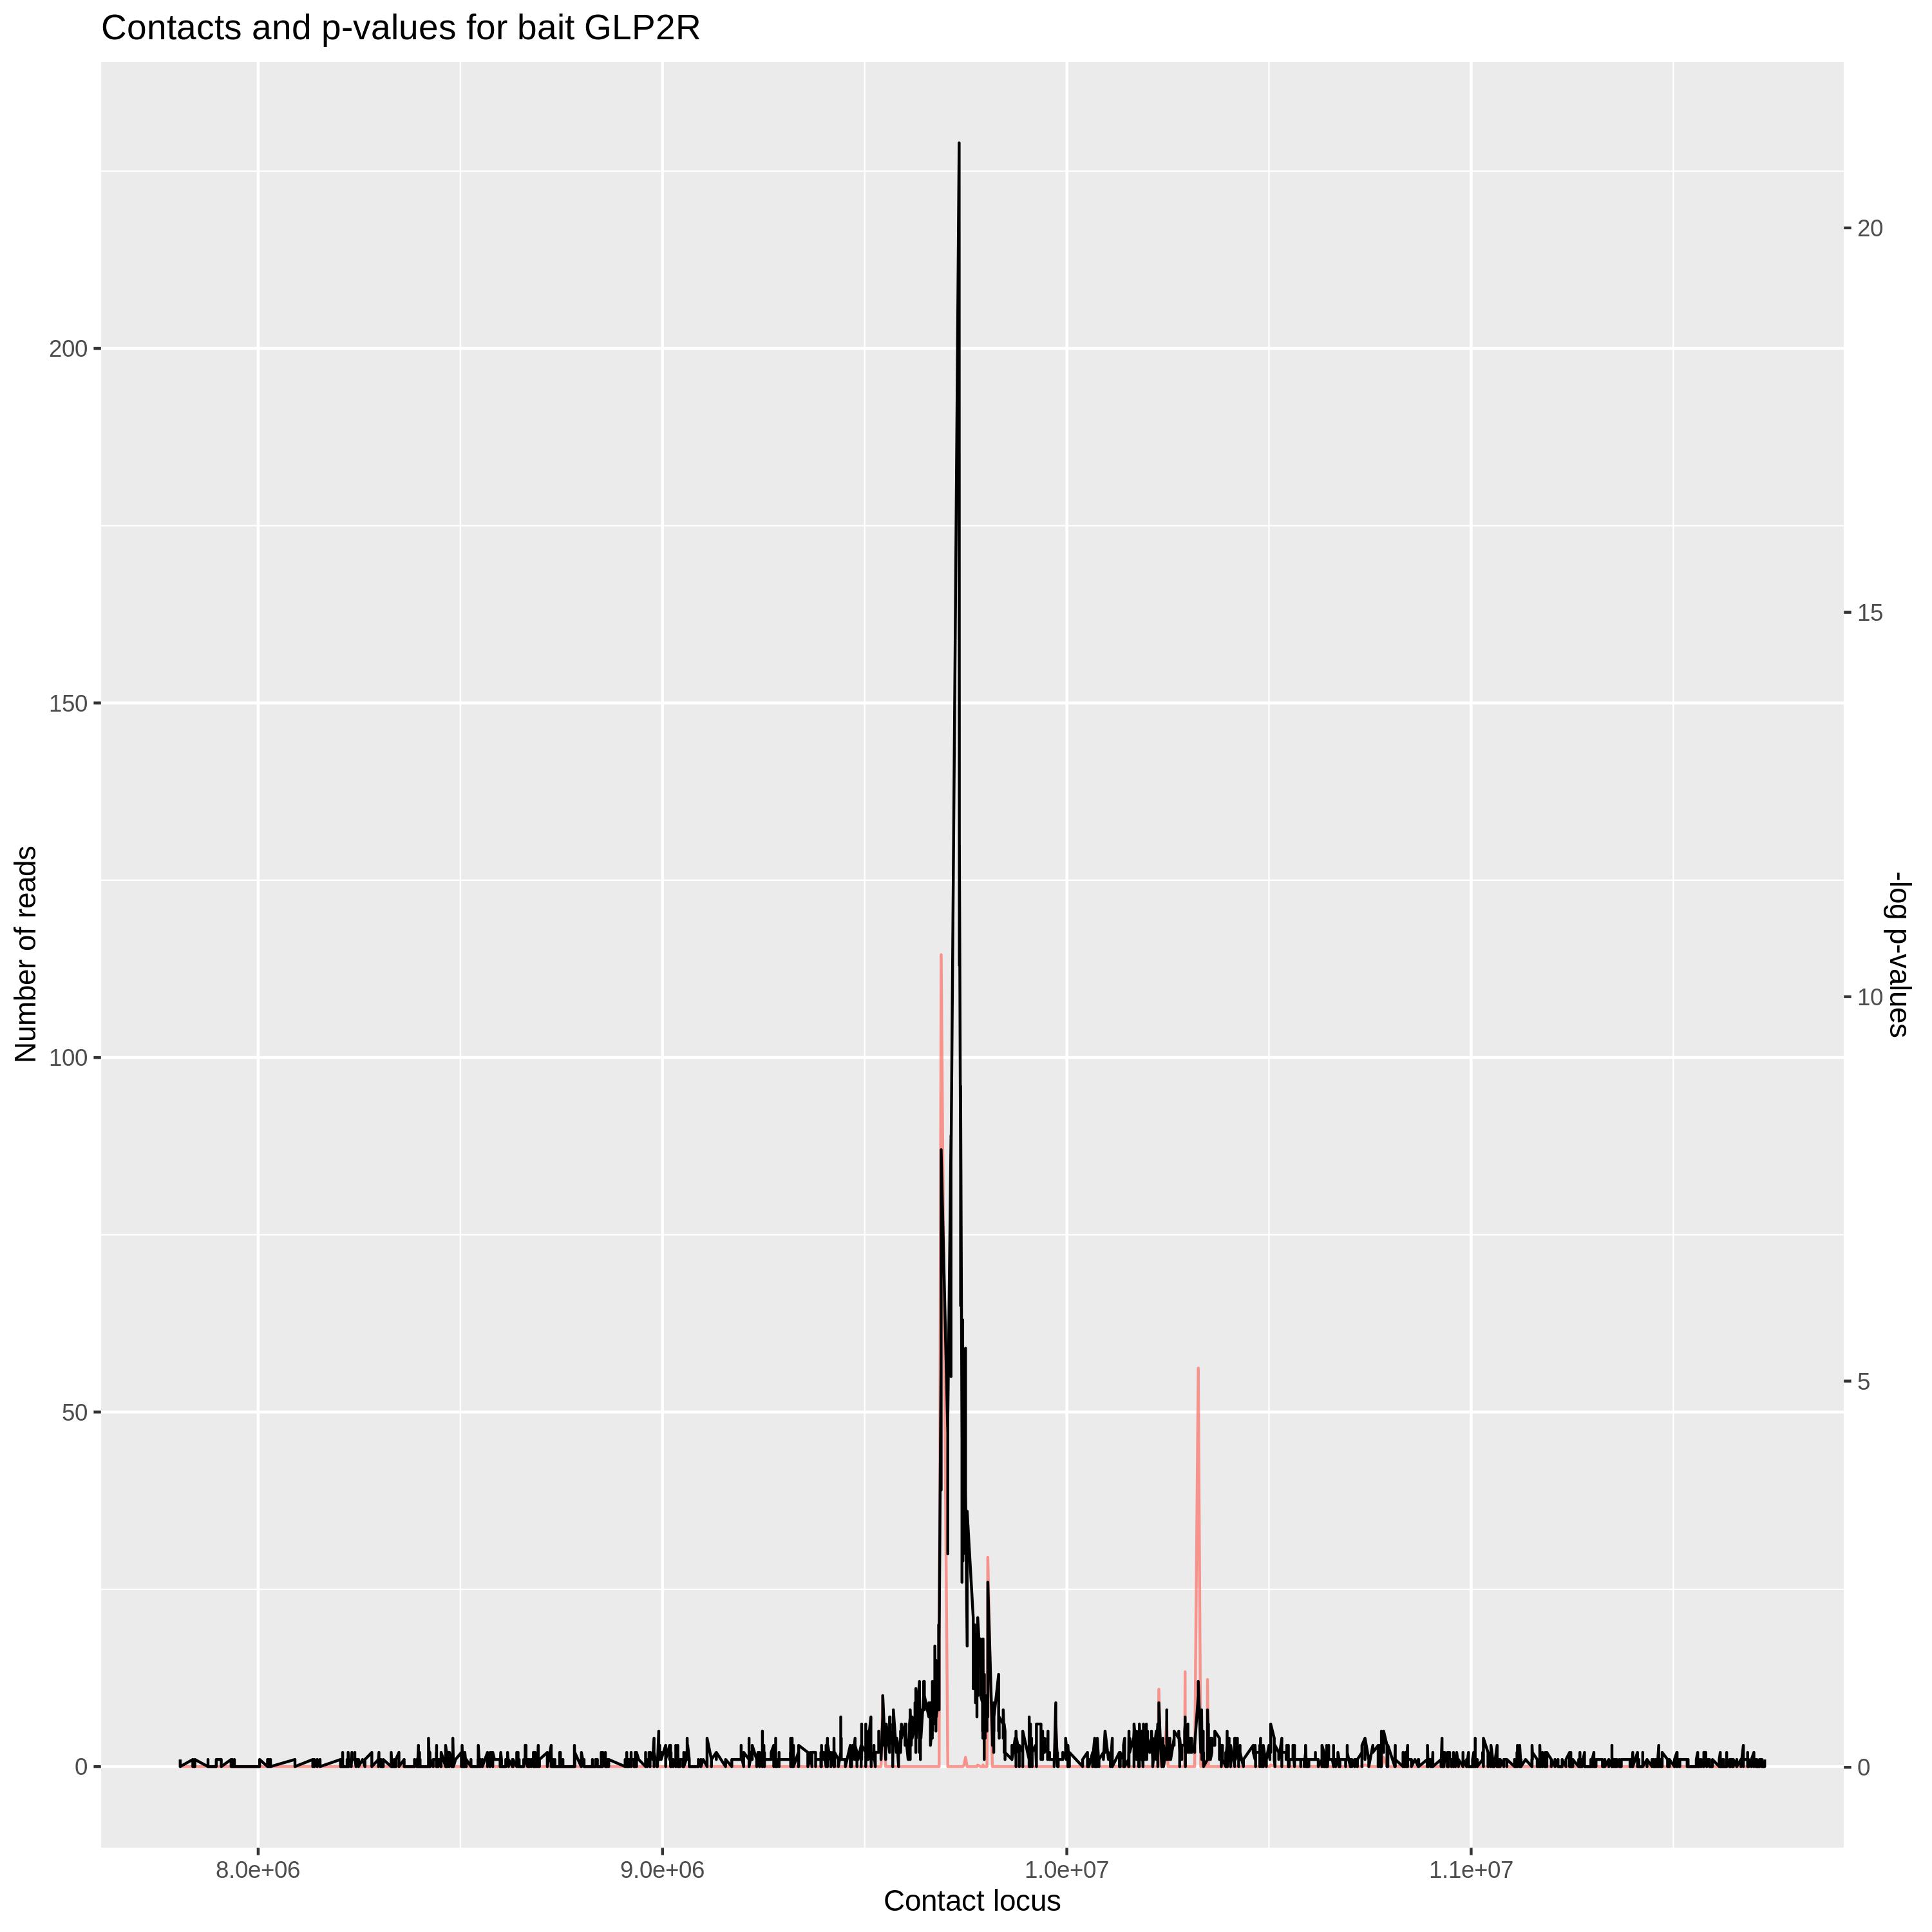 Contacts and p-values for bait GLP2R
Number of reads
200
150
100
50
0
20
15
10
5
0
-log p-values
8.0e+06
9.0e+06
1.0e+07
1.1e+07
Contact locus